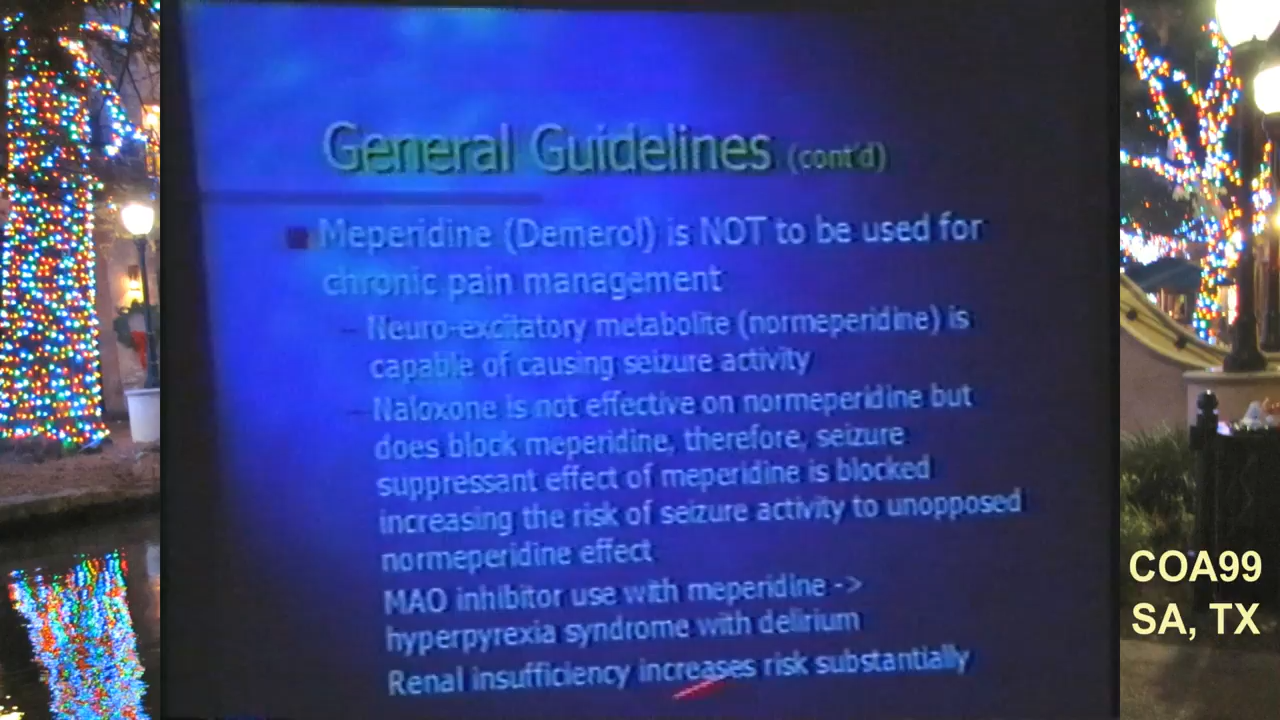 General Guidelines (cont'd)
Meperidine (Demerol) is NOT to be used for
chronic pain management
– Neuro-excitatory metabolite (normeperidine) is
capable of causing seizure activity
– Naloxone is not effective on normeperidine but
does block meperidine, therefore, seizure
suppressant effect of meperidine is blocked
increasing the risk of seizure activity to unopposed
normeperidine effect
MAO inhibitor use with meperidine ->
hyperpyrexia syndrome with delirium
Renal insufficiency increases risk substantially
COA99
SA, TX